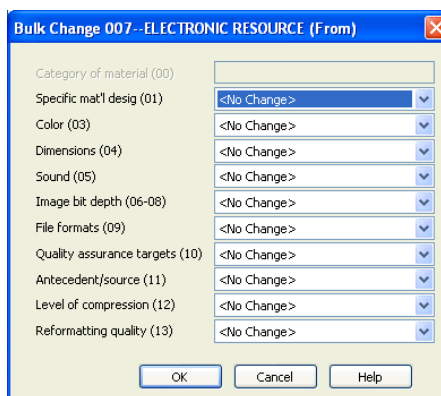 Bulk Change 007--ELECTRONIC RESOURCE (From)
Category of material (00)
Specific mat'l desig (01) <No Change>
Color (03) <No Change>
Dimensions (04) <No Change>
Sound (05) <No Change>
Image bit depth (06-08) <No Change>
File formats (09) <No Change>
Quality assurance targets (10) <No Change>
Antecedent/source (11) <No Change>
Level of compression (12) <No Change>
Reformatting quality (13) <No Change>
OK Cancel Help